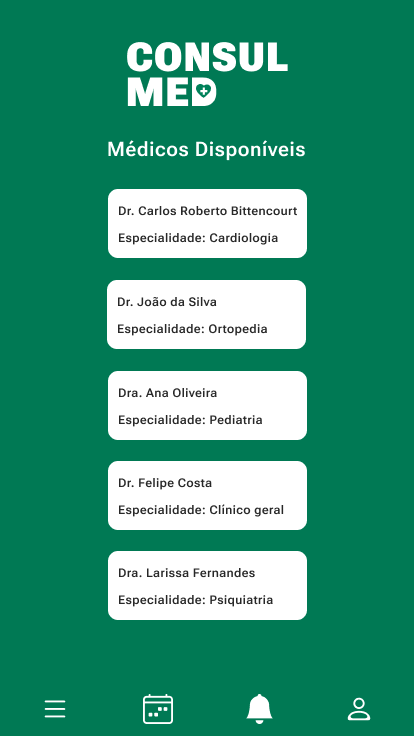 CONSUL
MED
Médicos Disponíveis
Dr. Carlos Roberto Bittencourt
Especialidade: Cardiologia
Dr. João da Silva
Especialidade: Ortopedia
Dra. Ana Oliveira
Especialidade: Pediatria
Dr. Felipe Costa
Especialidade: Clínico geral
Dra. Larissa Fernandes
Especialidade: Psiquiatria